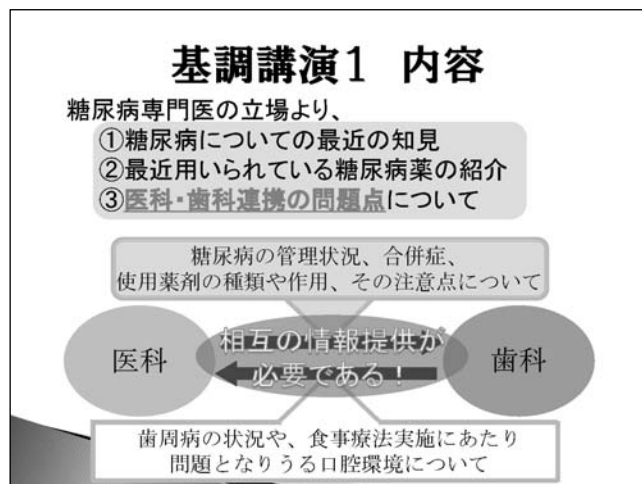 基調講演1 内容
糖尿病専門医の立場より、
①糖尿病についての最近の知見
②最近用いられている糖尿病薬の紹介
③医科・歯科連携の問題点について
糖尿病の管理状況、合併症、
使用薬剤の種類や作用、その注意点について
医科
相互の情報提供が
必要である！
歯科
歯周病の状況や、食事療法実施にあたり
問題となりうる口腔環境について